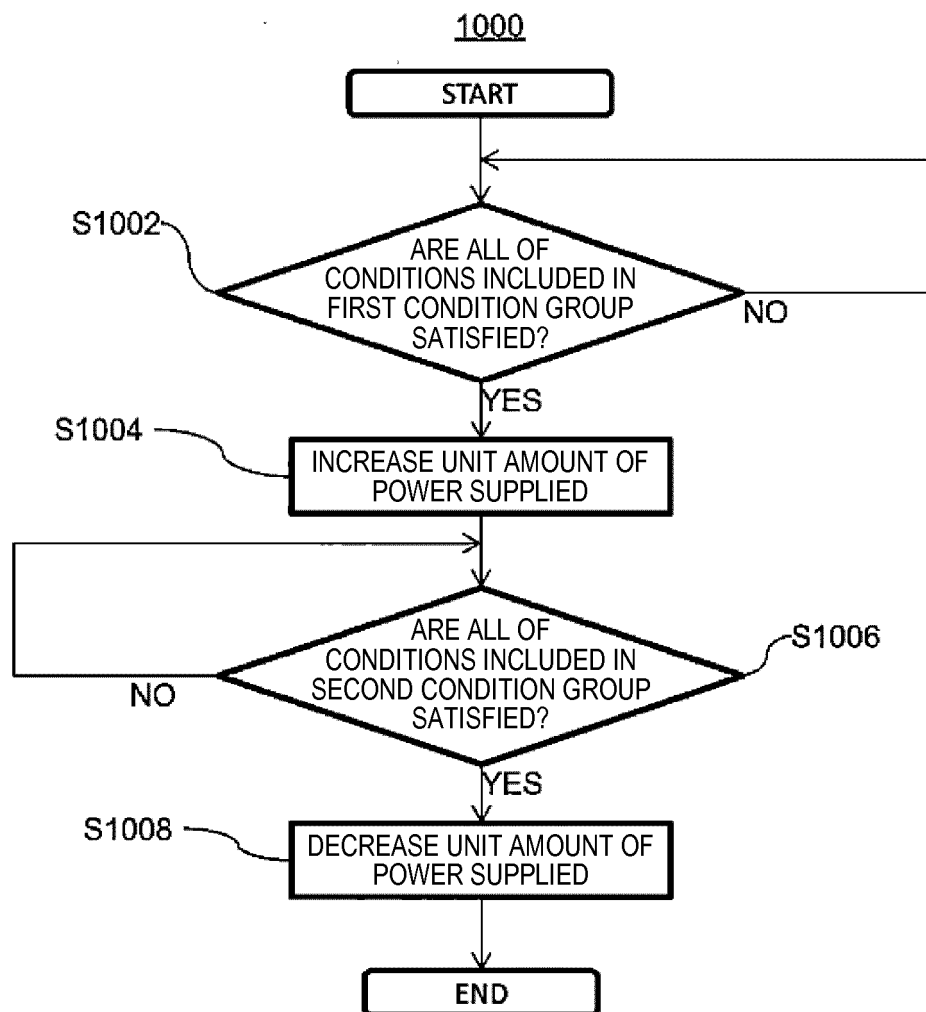 1000
START
S1002
ARE ALL OF
CONDITIONS INCLUDED IN
FIRST CONDITION GROUP
SATISFIED?
NO
YES
S1004
INCREASE UNIT AMOUNT OF
POWER SUPPLIED
ARE ALL OF
CONDITIONS INCLUDED IN
SECOND CONDITION GROUP
SATISFIED?
S1006
NO
YES
S1008
DECREASE UNIT AMOUNT OF
POWER SUPPLIED
END